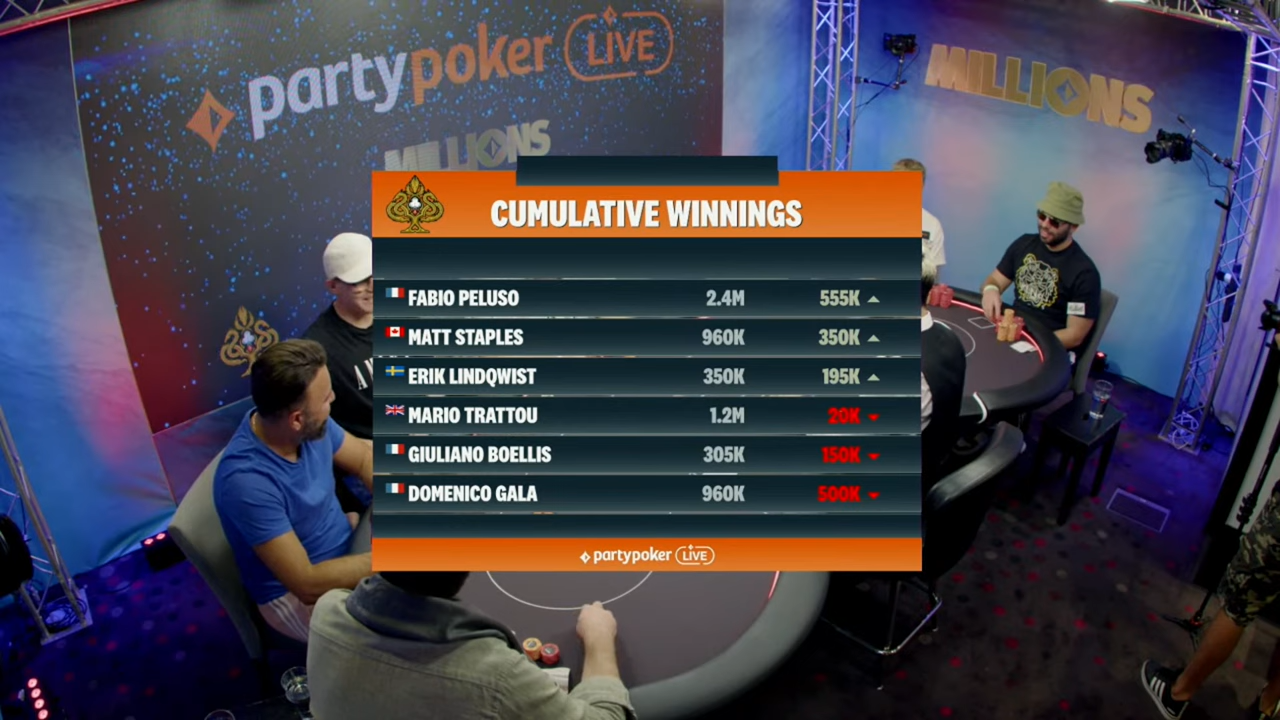 partypoker LIVE
MILLIONS
MILLIONS
CUMULATIVE WINNINGS
FABIO PELUSO 2.4M 555K
MATT STAPLES 960K 350K
ERIK LINDQWIST 350K 195K
MARIO TRATTOU 1.2M 20K
GIULIANO BOELLIS 305K 150K
DOMENICO GALA 960K 500K
partypoker LIVE